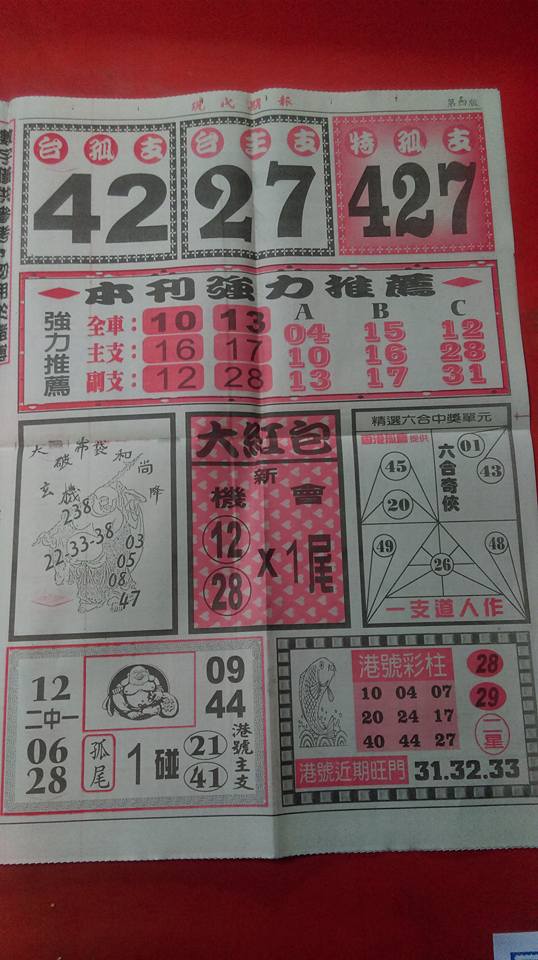 現代夜報
台孤支
42
台主支
27
特孤支
427
本刊強力推薦
強力推薦
全車：10 13
主支：16 17
副支：12 28
A B C
04 15 12
10 16 28
13 17 31
大破布袋和尚
玄機降
238
22-33-38
03
05
08
47
大紅包
新機會
12
28
x1尾
精選六合中獎單元
提供
六合奇俠
01
45
43
20
49
48
26
一支道人作
12
二中一
06
28
孤尾
1碰
09
44
21
41
港號主支
港號彩柱
10 04 07
20 24 17
40 44 27
28
29
二星
港號近期旺門 31.32.33